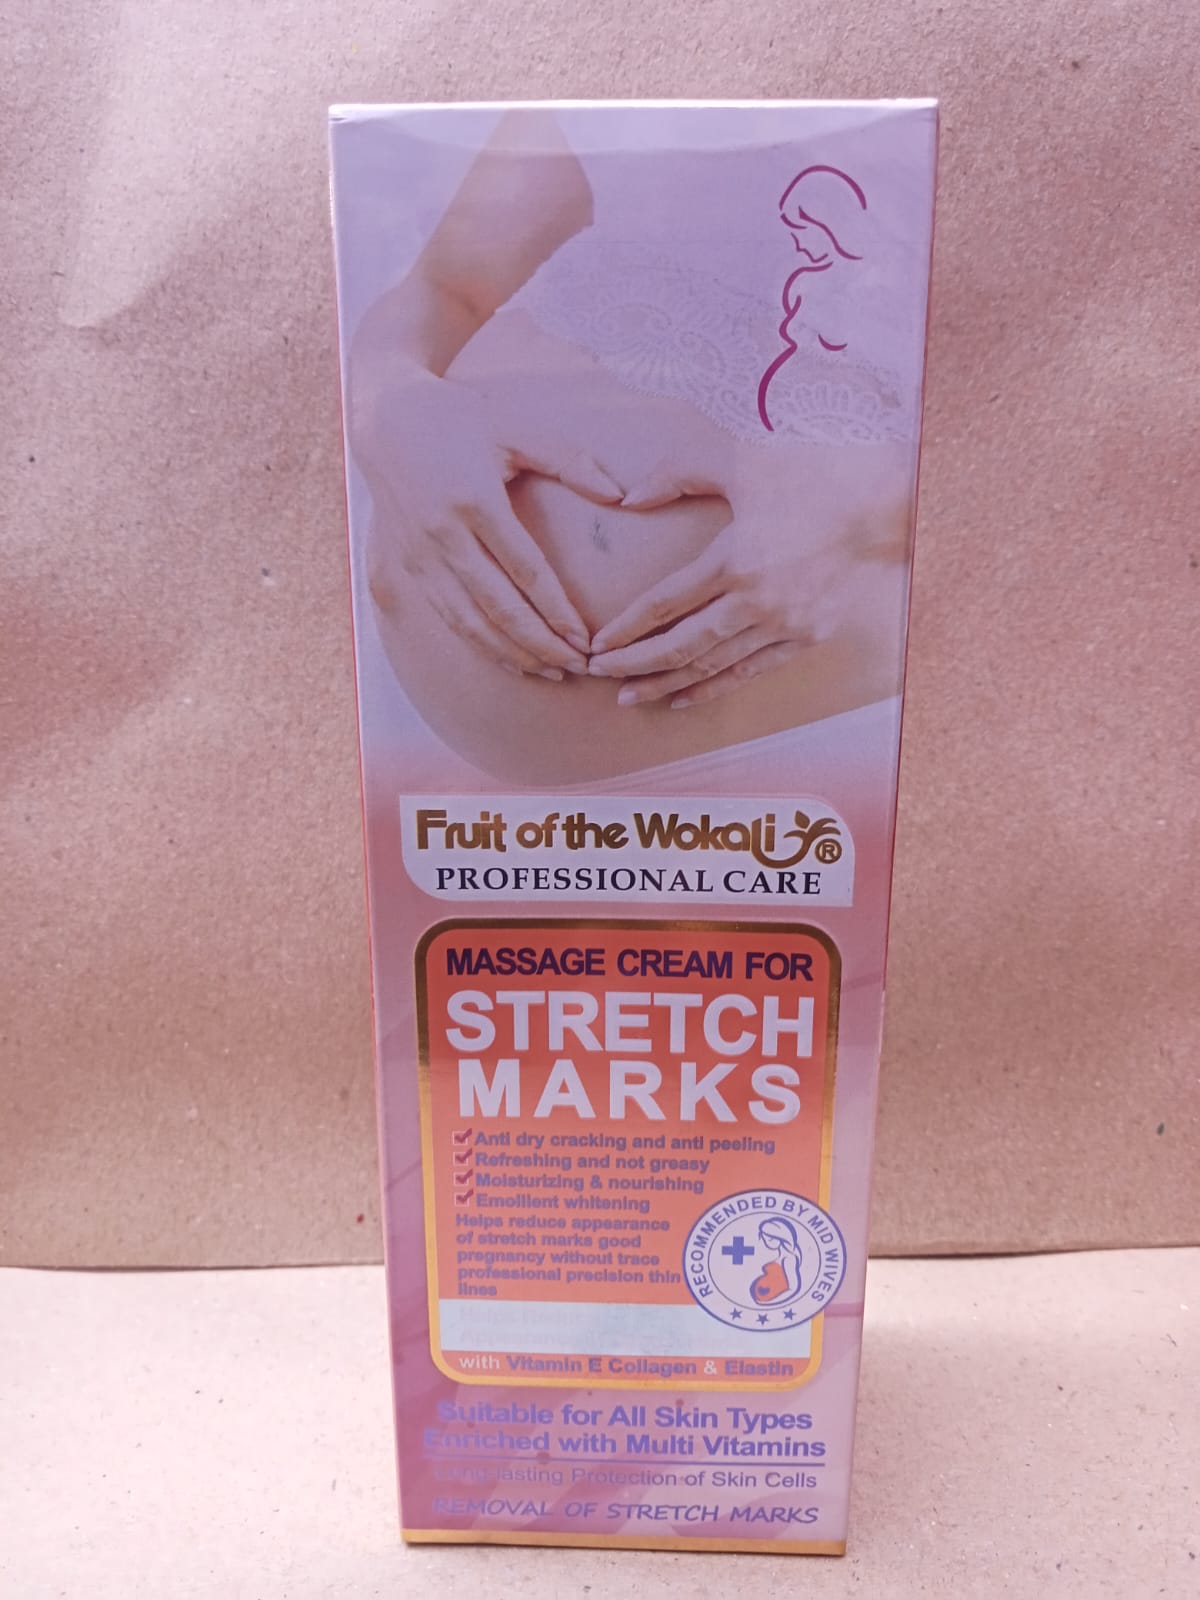 Fruit of the Wokali ®
PROFESSIONAL CARE
MASSAGE CREAM FOR
STRETCH
MARKS
Anti dry cracking and anti peeling
Refreshing and not greasy
Moisturizing & nourishing
Emollient whitening
Helps reduce appearance
of stretch marks good
pregnancy without trace
professional precision thin
lines
RECOMMENDED BY MID WIVES
with Vitamin E Collagen & Elastin
Suitable for All Skin Types
Enriched with Multi Vitamins
Long-lasting Protection of Skin Cells
REMOVAL OF STRETCH MARKS